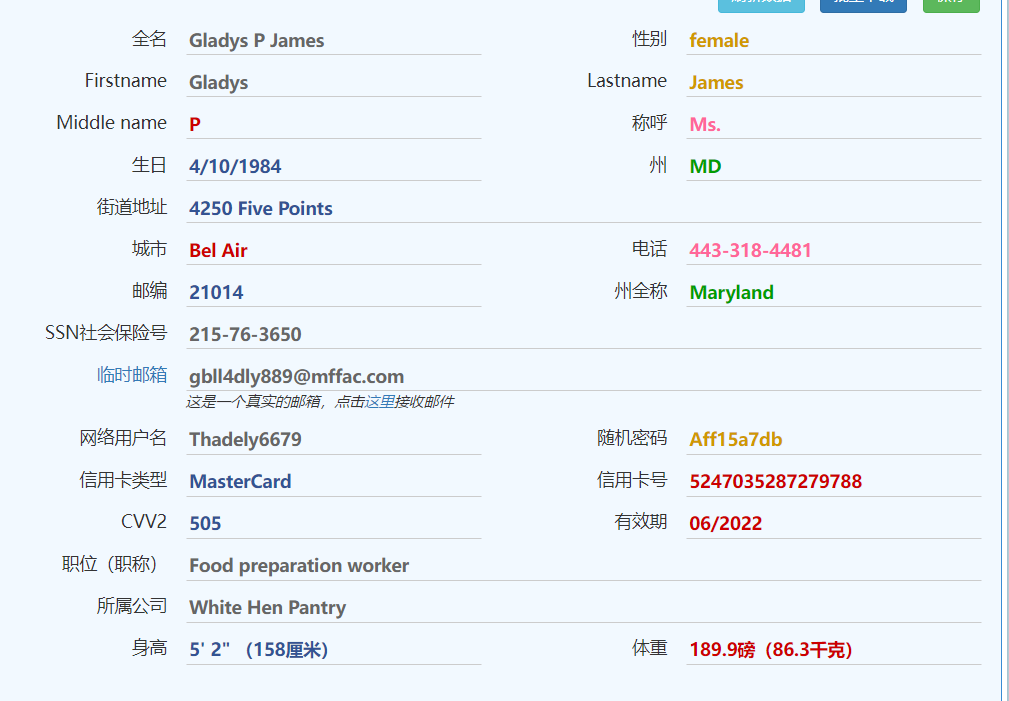 全名 Gladys P James 性别 female
Firstname Gladys Lastname James
Middle name P 称呼 Ms.
生日 4/10/1984 州 MD
街道地址 4250 Five Points
城市 Bel Air 电话 443-318-4481
邮编 21014 州全称 Maryland
SSN社会保险号 215-76-3650
临时邮箱 gbll4dly889@mffac.com
这是一个真实的邮箱，点击这里接收邮件
网络用户名 Thadely6679 随机密码 Aff15a7db
信用卡类型 MasterCard 信用卡号 5247035287279788
CVV2 505 有效期 06/2022
职位（职称） Food preparation worker
所属公司 White Hen Pantry
身高 5' 2" （158厘米） 体重 189.9磅（86.3千克）